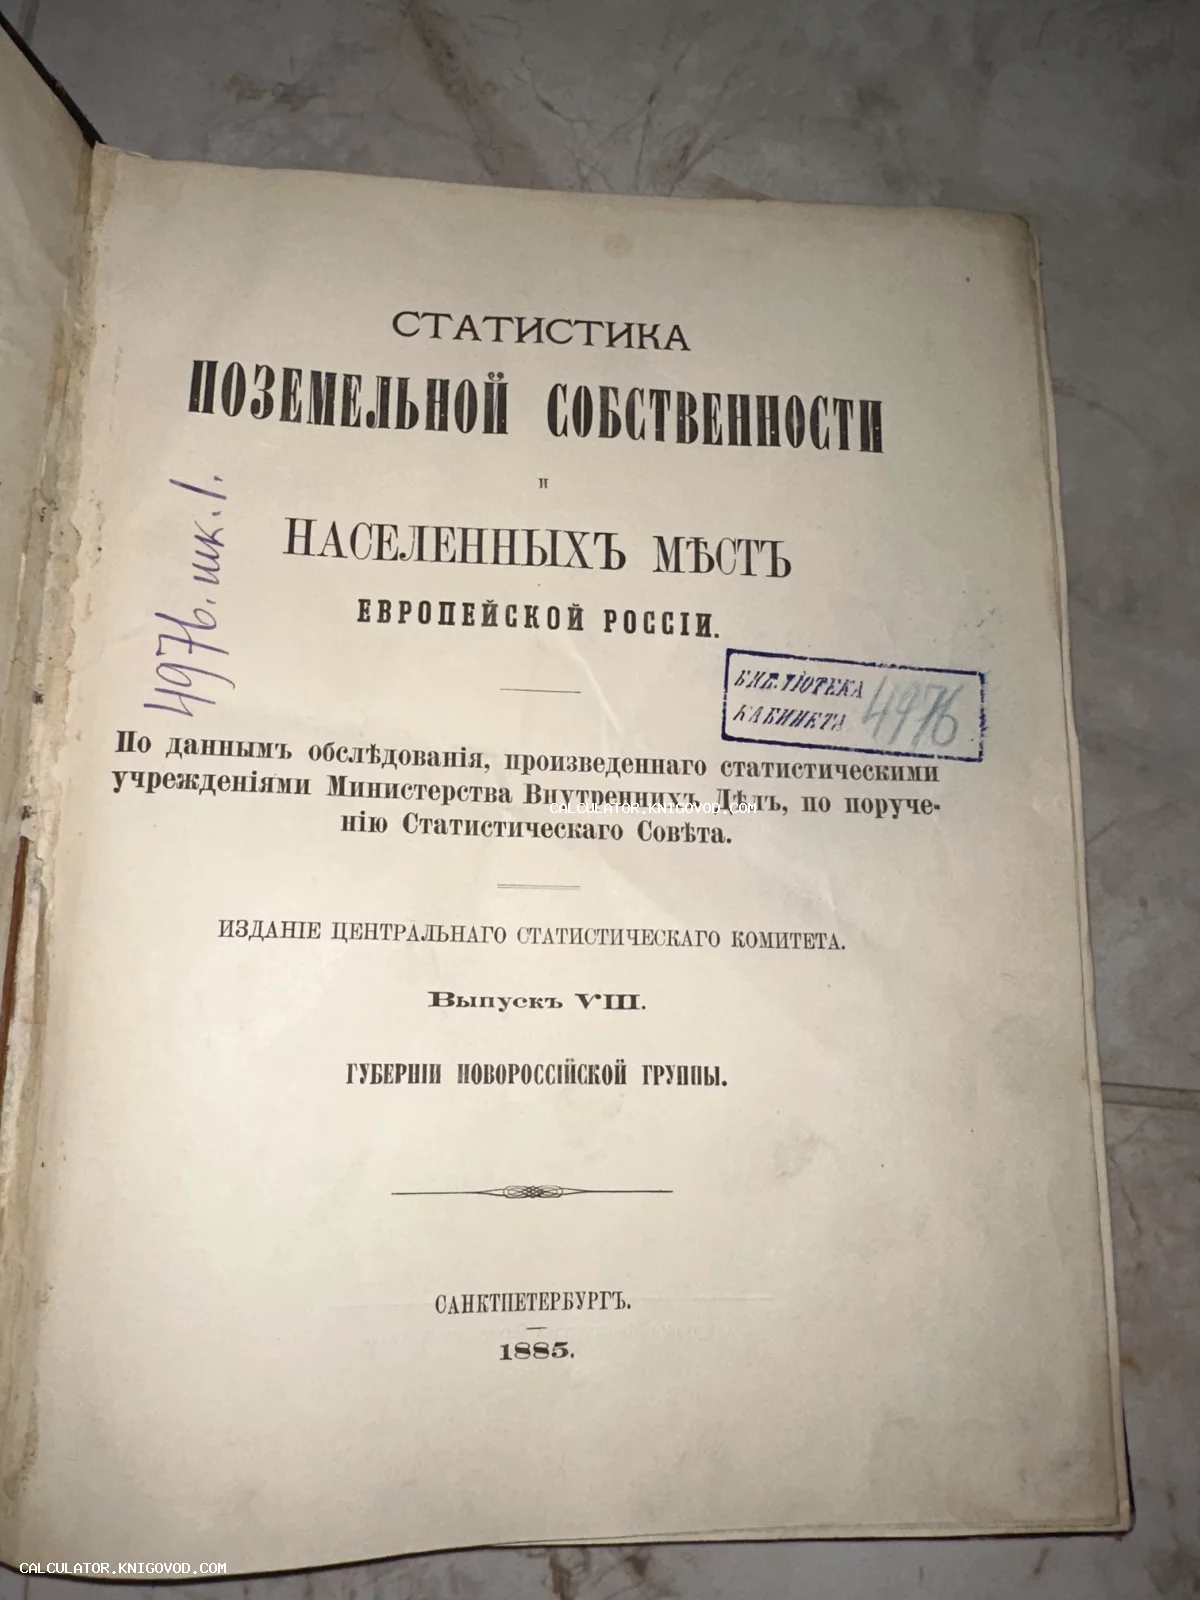 СТАТИСТИКА
ПОЗЕМЕЛЬНОЙ СОБСТВЕННОСТИ
И
НАСЕЛЕННЫХЪ МѢСТЪ
ЕВРОПЕЙСКОЙ РОССІИ.
4976. шк. 1.
БИБЛІОТЕКА
КАБИНЕТА
4976
По даннымъ обслѣдованія, произведеннаго статистическими
учрежденіями Министерства Внутреннихъ Дѣлъ, по поруче-
нію Статистическаго Совѣта.
CALCULATOR.KNIGOVOD.COM
ИЗДАНІЕ ЦЕНТРАЛЬНАГО СТАТИСТИЧЕСКАГО КОМИТЕТА.
Выпускъ VIII.
ГУБЕРНІИ НОВОРОССІЙСКОЙ ГРУППЫ.
САНКТПЕТЕРБУРГЪ.
1885.
CALCULATOR.KNIGOVOD.COM